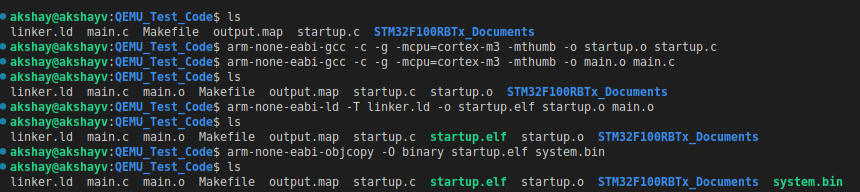 akshay@akshayv:QEMU_Test_Code$ ls
linker.ld main.c Makefile output.map startup.c STM32F100RBTx_Documents
akshay@akshayv:QEMU_Test_Code$ arm-none-eabi-gcc -c -g -mcpu=cortex-m3 -mthumb -o startup.o startup.c
akshay@akshayv:QEMU_Test_Code$ arm-none-eabi-gcc -c -g -mcpu=cortex-m3 -mthumb -o main.o main.c
akshay@akshayv:QEMU_Test_Code$ ls
linker.ld main.c main.o Makefile output.map startup.c startup.o STM32F100RBTx_Documents
akshay@akshayv:QEMU_Test_Code$ arm-none-eabi-ld -T linker.ld -o startup.elf startup.o main.o
akshay@akshayv:QEMU_Test_Code$ ls
linker.ld main.c main.o Makefile output.map startup.c startup.elf startup.o STM32F100RBTx_Documents
akshay@akshayv:QEMU_Test_Code$ arm-none-eabi-objcopy -O binary startup.elf system.bin
akshay@akshayv:QEMU_Test_Code$ ls
linker.ld main.c main.o Makefile output.map startup.c startup.elf startup.o STM32F100RBTx_Documents system.bin